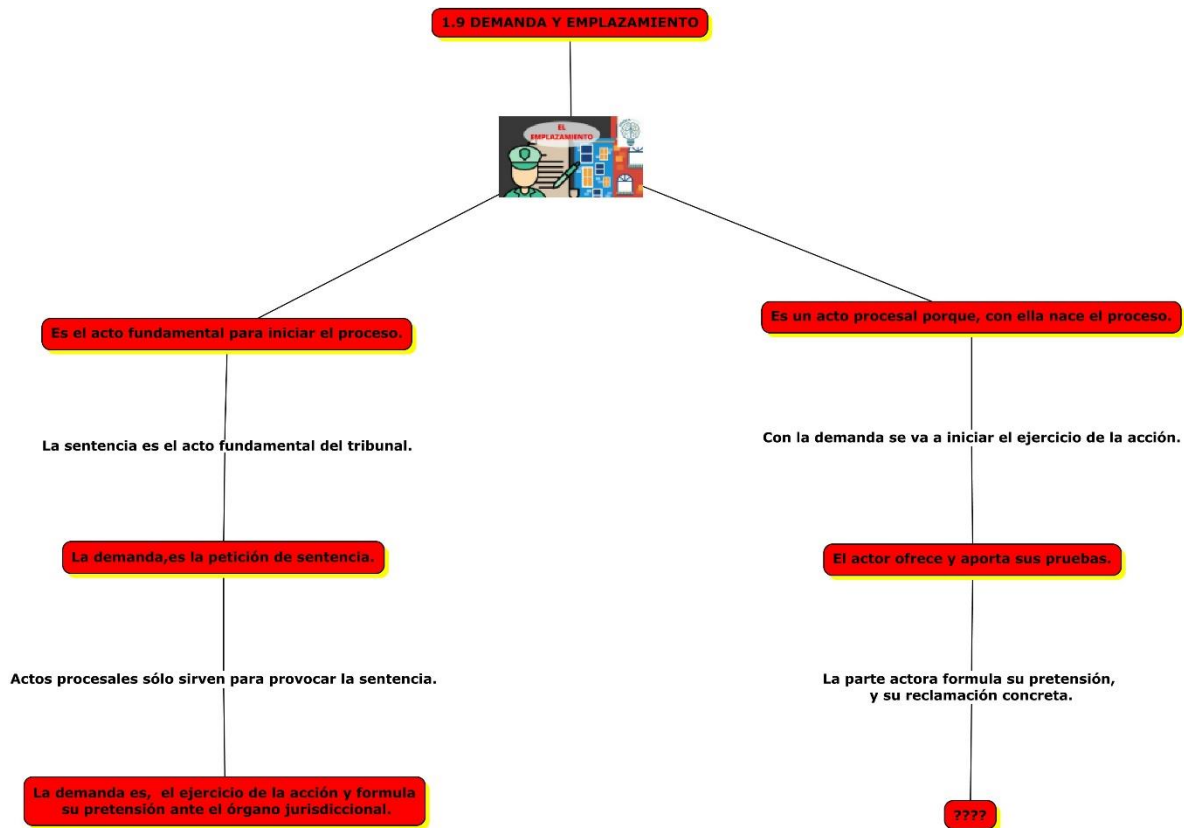 1.9 DEMANDA Y EMPLAZAMIENTO
EL
EMPLAZAMIENTO
Es el acto fundamental para iniciar el proceso.
La sentencia es el acto fundamental del tribunal.
La demanda,es la petición de sentencia.
Actos procesales sólo sirven para provocar la sentencia.
La demanda es,  el ejercicio de la acción y formula
su pretensión ante el órgano jurisdiccional.
Es un acto procesal porque, con ella nace el proceso.
Con la demanda se va a iniciar el ejercicio de la acción.
El actor ofrece y aporta sus pruebas.
La parte actora formula su pretensión,
y su reclamación concreta.
????